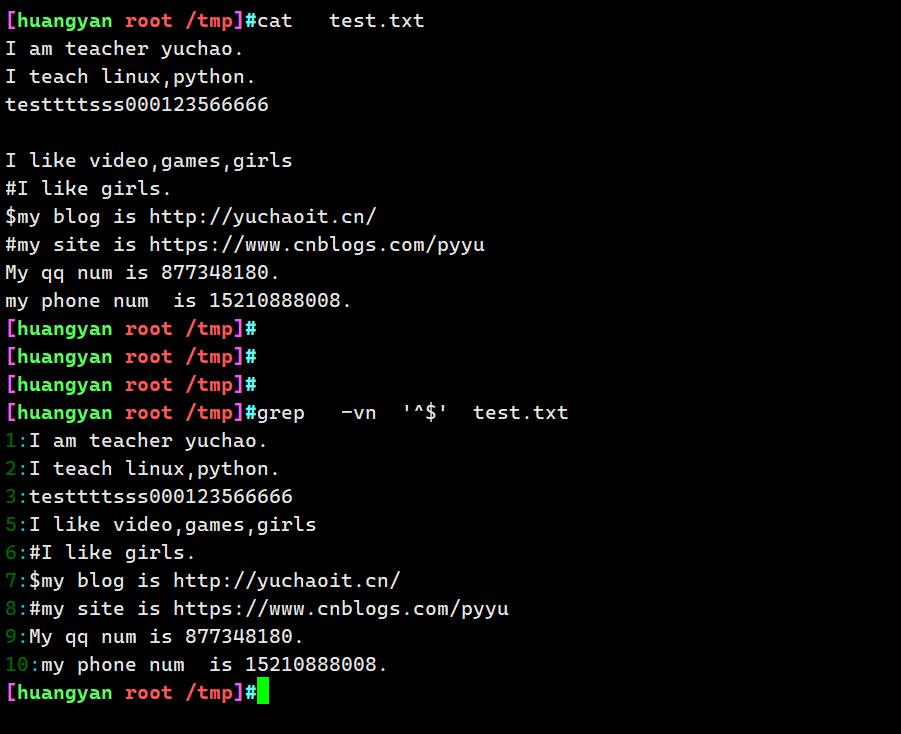 [huangyan root /tmp]#cat   test.txt
I am teacher yuchao.
I teach linux,python.
testtttsss000123566666

I like video,games,girls
#I like girls.
$my blog is http://yuchaoit.cn/
#my site is https://www.cnblogs.com/pyyu
My qq num is 877348180.
my phone num  is 15210888008.
[huangyan root /tmp]#
[huangyan root /tmp]#
[huangyan root /tmp]#
[huangyan root /tmp]#grep   -vn  '^$'  test.txt
1:I am teacher yuchao.
2:I teach linux,python.
3:testtttsss000123566666
5:I like video,games,girls
6:#I like girls.
7:$my blog is http://yuchaoit.cn/
8:#my site is https://www.cnblogs.com/pyyu
9:My qq num is 877348180.
10:my phone num  is 15210888008.
[huangyan root /tmp]#